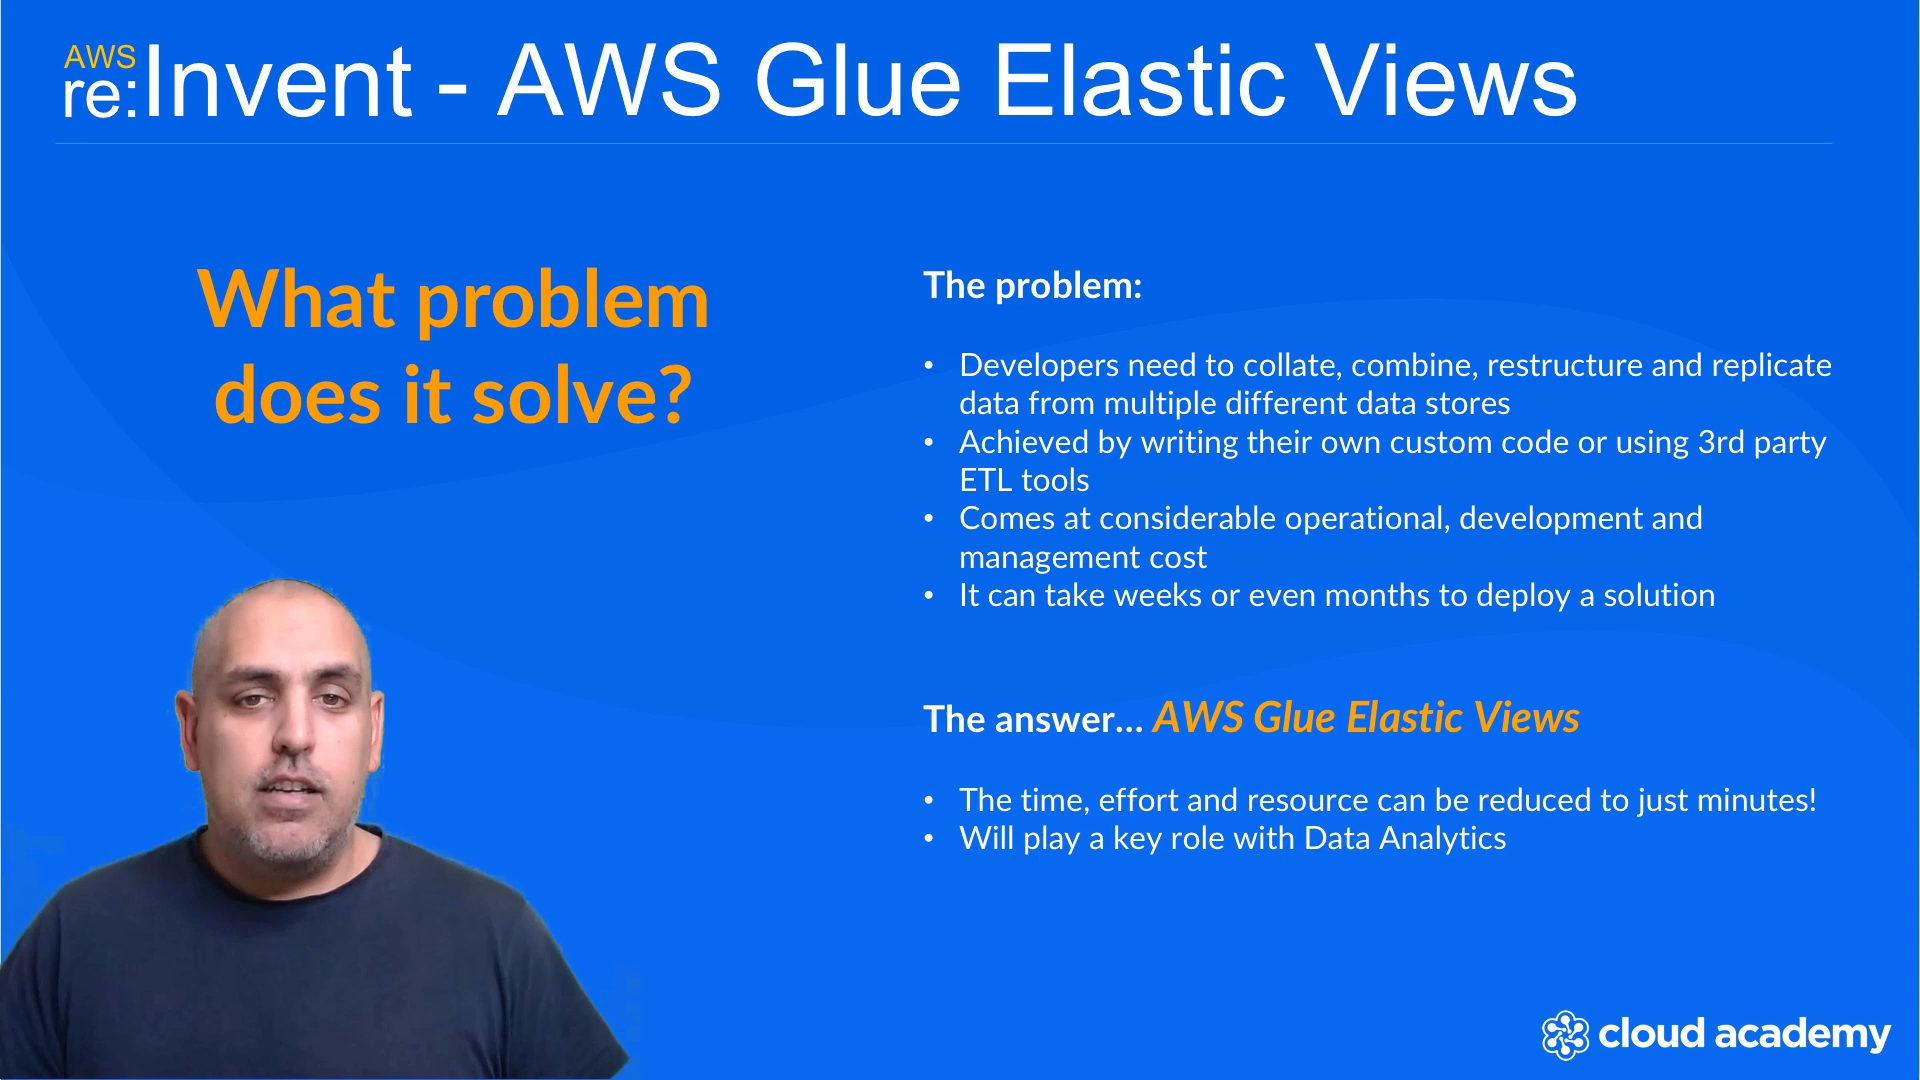 AWS
re:Invent - AWS Glue Elastic Views
What problem
does it solve?
The problem:
• Developers need to collate, combine, restructure and replicate
data from multiple different data stores
• Achieved by writing their own custom code or using 3rd party
ETL tools
• Comes at considerable operational, development and
management cost
• It can take weeks or even months to deploy a solution
The answer... AWS Glue Elastic Views
• The time, effort and resource can be reduced to just minutes!
• Will play a key role with Data Analytics
cloud academy